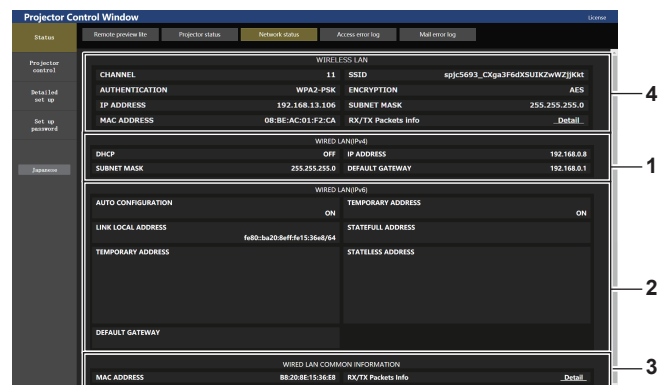 Projector Control Window
License
Status
Remote preview lite Projector status Network status Access error log Mail error log
Projector control
Detailed set up
Set up password
Japanese
WIRELESS LAN
CHANNEL 11 SSID spjc5693_CXga3F6dXSUIKZwWZJjKkt
AUTHENTICATION WPA2-PSK ENCRYPTION AES
IP ADDRESS 192.168.13.106 SUBNET MASK 255.255.255.0
MAC ADDRESS 08:BE:AC:01:F2:CA RX/TX Packets info Detail
4
WIRED LAN(IPv4)
DHCP OFF IP ADDRESS 192.168.0.8
SUBNET MASK 255.255.255.0 DEFAULT GATEWAY 192.168.0.1
1
WIRED LAN(IPv6)
AUTO CONFIGURATION ON TEMPORARY ADDRESS ON
LINK LOCAL ADDRESS fe80::ba20:8eff:fe15:36e8/64 STATEFULL ADDRESS
TEMPORARY ADDRESS STATELESS ADDRESS
2
DEFAULT GATEWAY
WIRED LAN COMMON INFORMATION
MAC ADDRESS B8:20:8E:15:36:E8 RX/TX Packets Info Detail
3